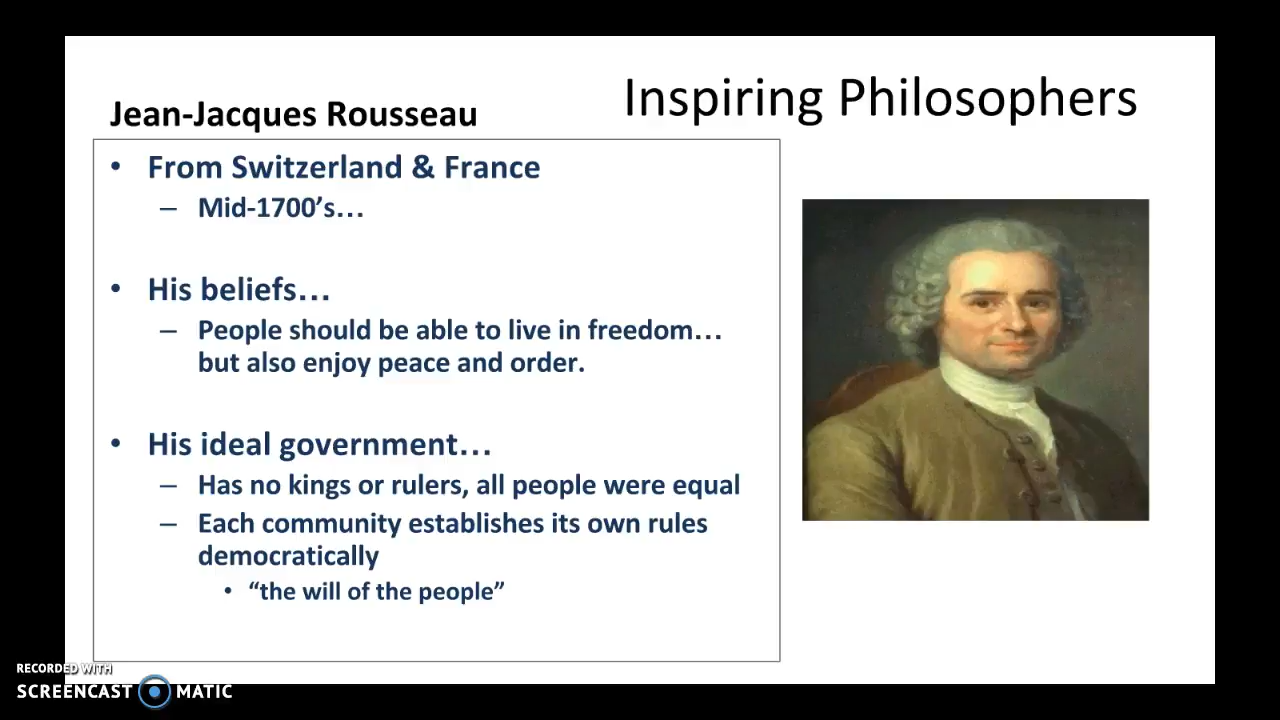 Inspiring Philosophers
Jean-Jacques Rousseau
• From Switzerland & France
– Mid-1700’s…
• His beliefs…
– People should be able to live in freedom…
but also enjoy peace and order.
• His ideal government…
– Has no kings or rulers, all people were equal
– Each community establishes its own rules
democratically
• “the will of the people”
RECORDED WITH
SCREENCAST MATIC